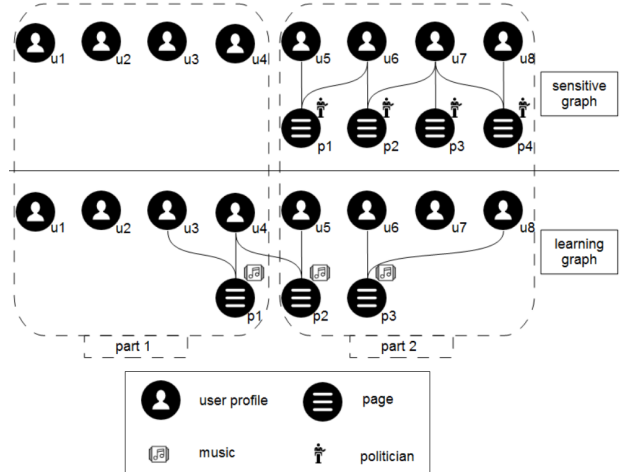 u1 u2 u3 u4 u5 u6 u7 u8
p1 p2 p3 p4
sensitive
graph
u1 u2 u3 u4 u5 u6 u7 u8
p1 p2 p3
learning
graph
part 1 part 2
user profile page
music politician